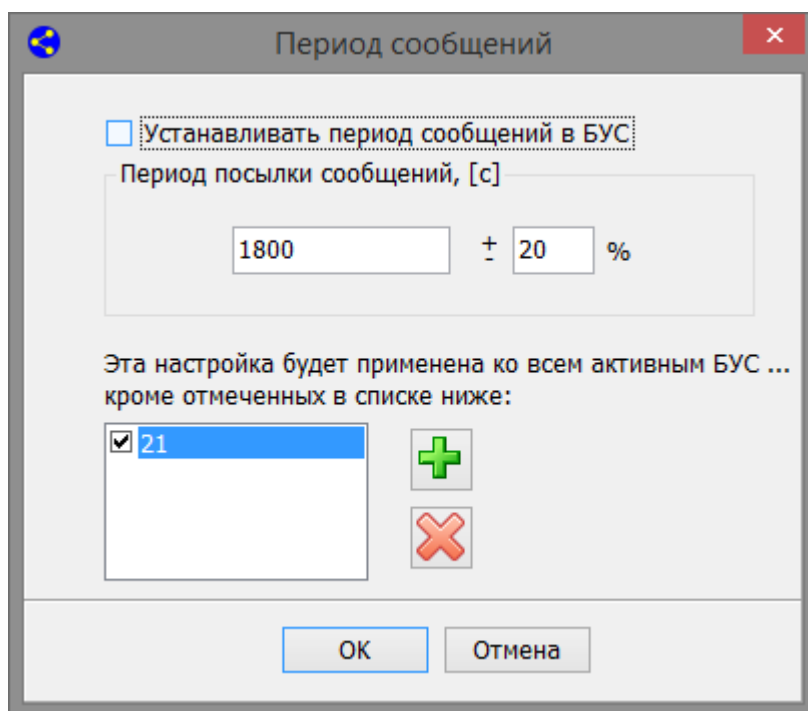 Период сообщений
Устанавливать период сообщений в БУС
Период посылки сообщений, [с]
1800 ± 20 %
Эта настройка будет применена ко всем активным БУС ...
кроме отмеченных в списке ниже:
21
ОК Отмена